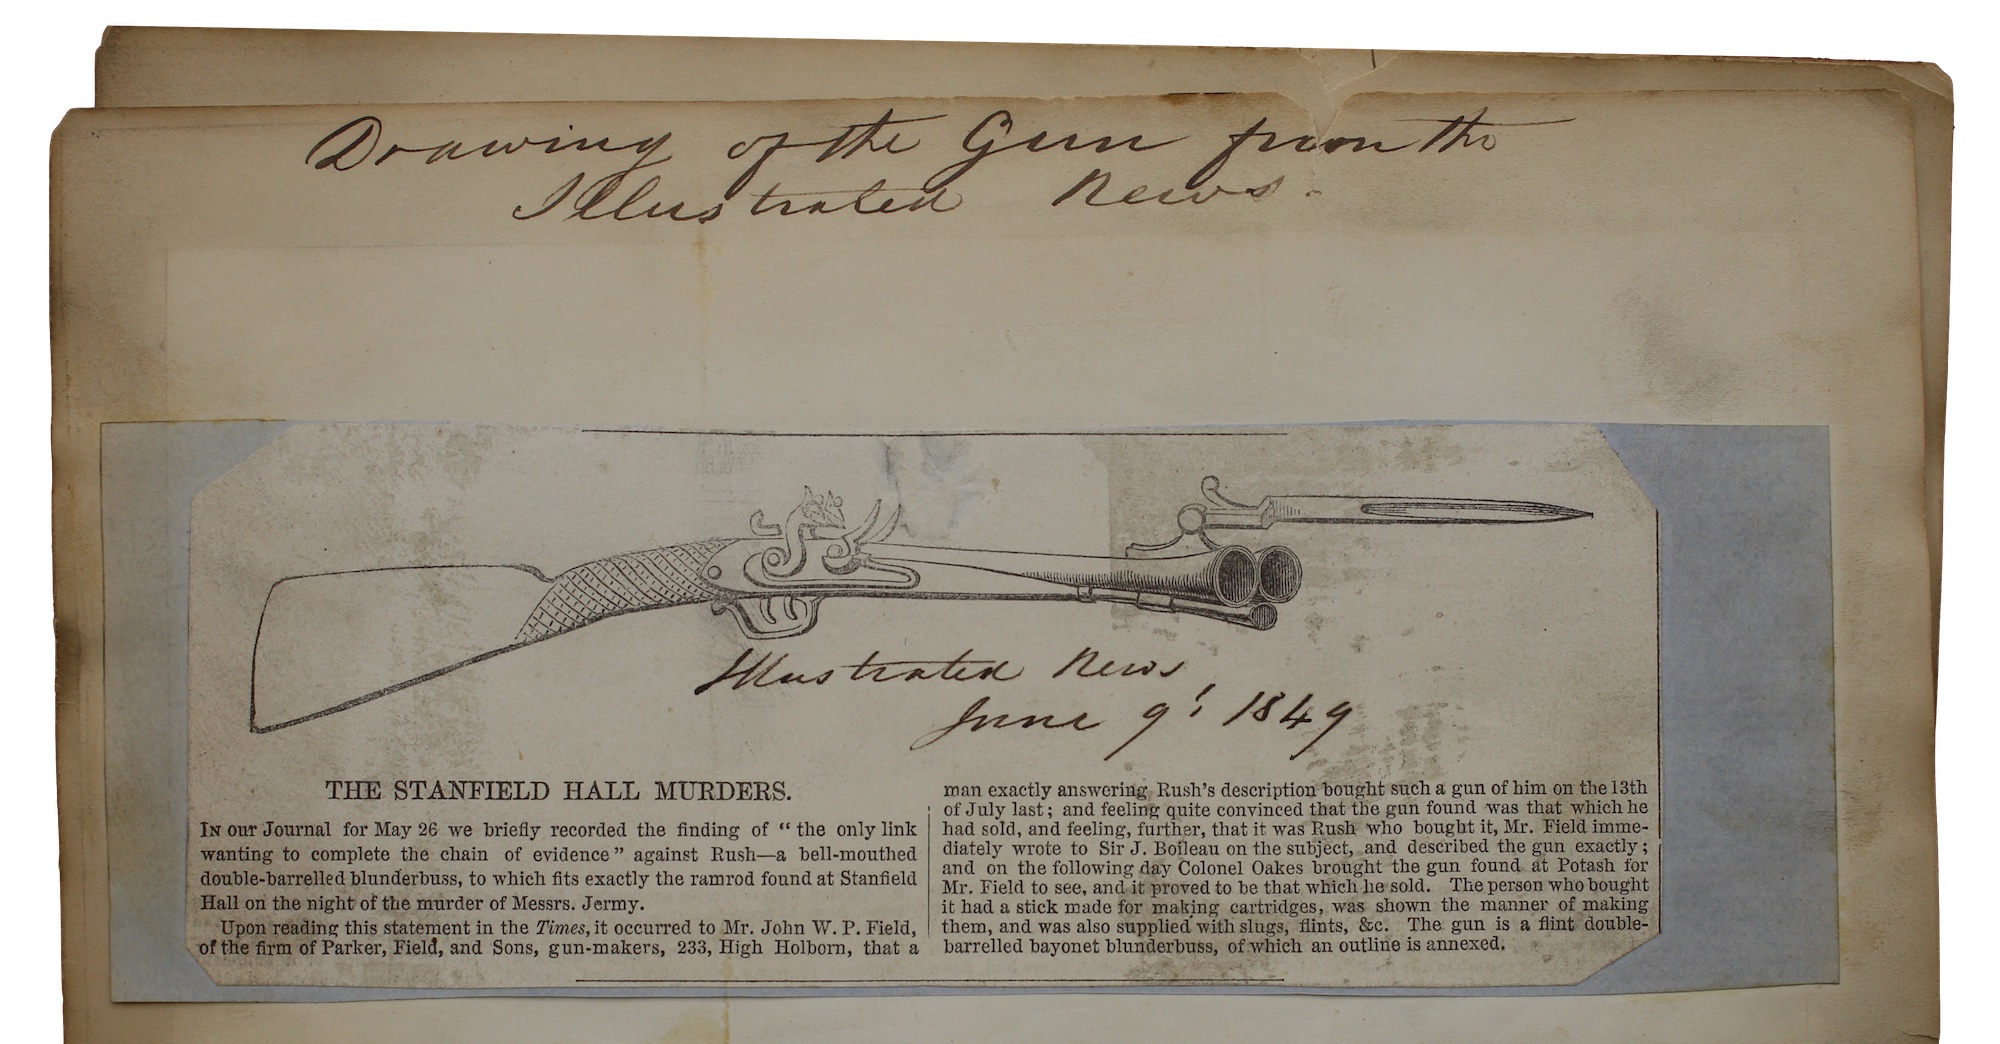 Drawing of the Gun from the
Illustrated News.
Illustrated News
June 9' 1849
THE STANFIELD HALL MURDERS.
IN our Journal for May 26 we briefly recorded the finding of “ the only link
wanting to complete the chain of evidence ” against Rush—a bell-mouthed
double-barrelled blunderbuss, to which fits exactly the ramrod found at Stanfield
Hall on the night of the murder of Messrs. Jermy.
Upon reading this statement in the Times, it occurred to Mr. John W. P. Field,
of the firm of Parker, Field, and Sons, gun-makers, 233, High Holborn, that a
man exactly answering Rush’s description bought such a gun of him on the 13th
of July last ; and feeling quite convinced that the gun found was that which he
had sold, and feeling, further, that it was Rush who bought it, Mr. Field imme-
diately wrote to Sir J. Boileau on the subject, and described the gun exactly ;
and on the following day Colonel Oakes brought the gun found at Potash for
Mr. Field to see, and it proved to be that which he sold. The person who bought
it had a stick made for making cartridges, was shown the manner of making
them, and was also supplied with slugs, flints, &c. The gun is a flint double-
barrelled bayonet blunderbuss, of which an outline is annexed.